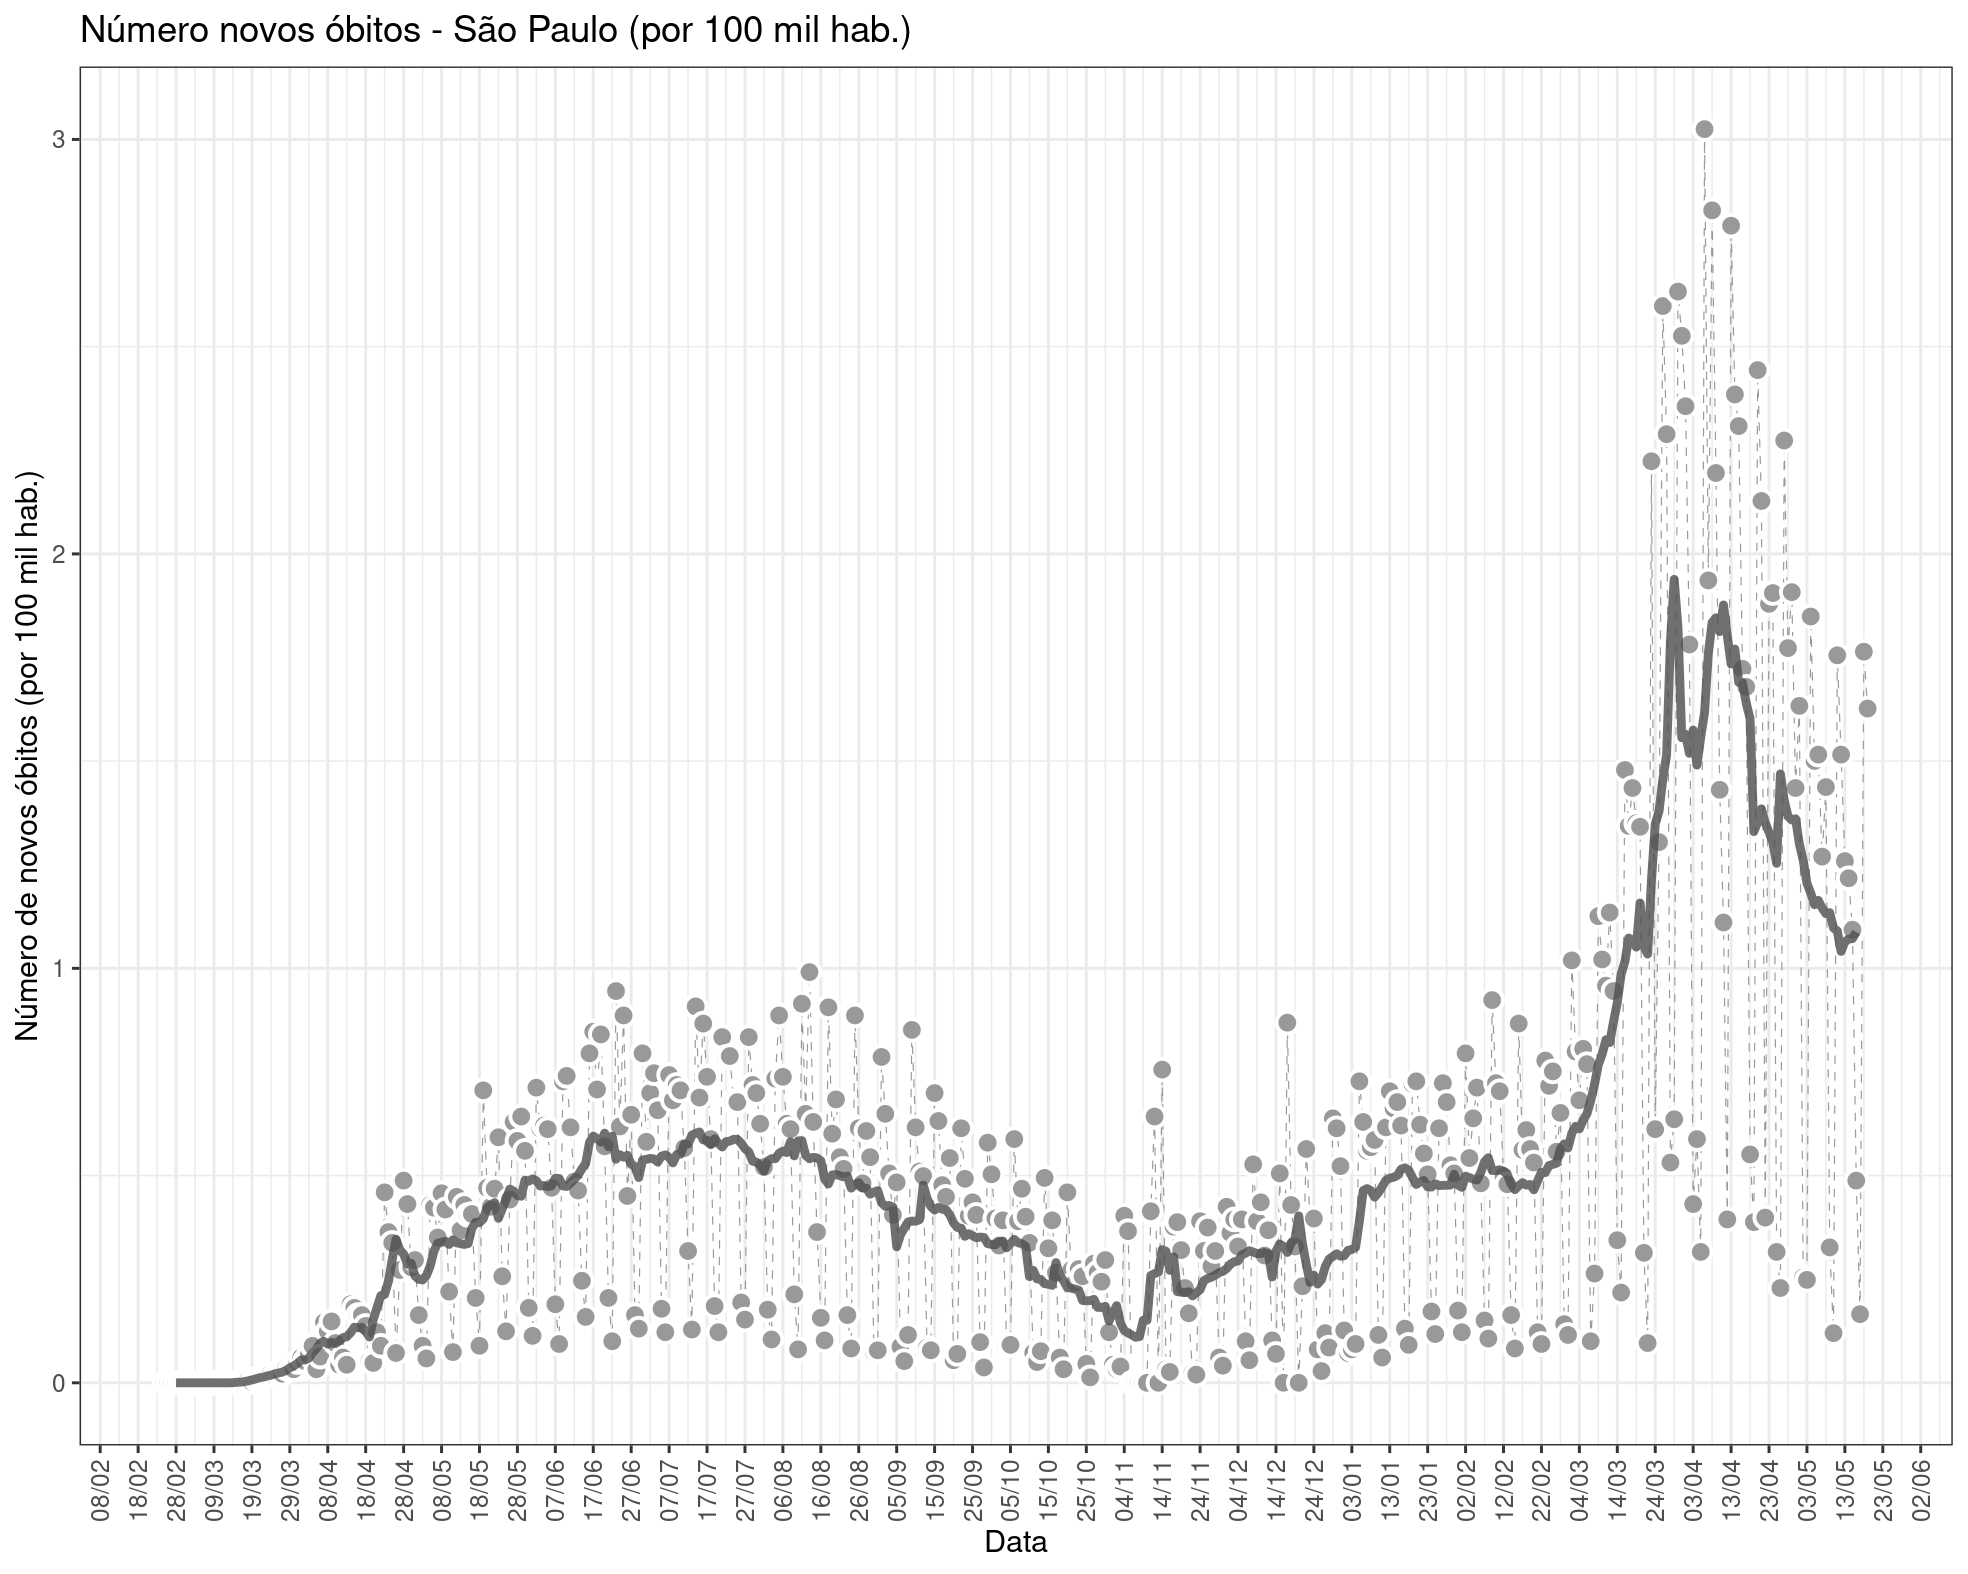 Número novos óbitos - São Paulo (por 100 mil hab.)
Número de novos óbitos (por 100 mil hab.)
3
2
1
0
08/02 18/02 28/02 09/03 19/03 29/03 08/04 18/04 28/04 08/05 18/05 28/05 07/06 17/06 27/06 07/07 17/07 27/07 06/08 16/08 26/08 05/09 15/09 25/09 05/10 15/10 25/10 04/11 14/11 24/11 04/12 14/12 24/12 03/01 13/01 23/01 02/02 12/02 22/02 04/03 14/03 24/03 03/04 13/04 23/04 03/05 13/05 23/05 02/06
Data